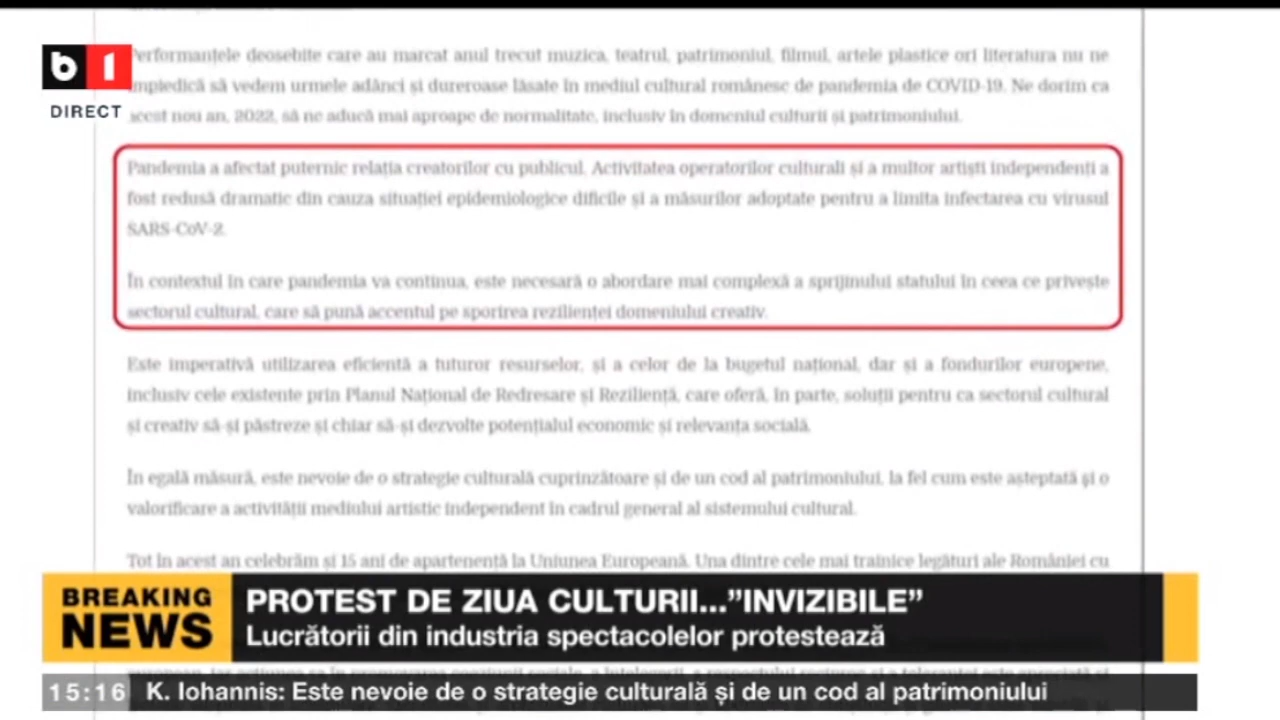 b 1
DIRECT
Performanțele deosebite care au marcat anul trecut muzica, teatrul, patrimoniul, filmul, artele plastice ori literatura nu ne
împiedică să vedem urmele adânci și dureroase lăsate în mediul cultural românesc de pandemia de COVID-19. Ne dorim ca
acest nou an, 2022, să ne aducă mai aproape de normalitate, inclusiv în domeniul culturii și patrimoniului.
Pandemia a afectat puternic relația creatorilor cu publicul. Activitatea operatorilor culturali și a multor artiști independenți a
fost redusă dramatic din cauza situației epidemiologice dificile și a măsurilor adoptate pentru a limita infectarea cu virusul
SARS-CoV-2.
În contextul în care pandemia va continua, este necesară o abordare mai complexă a sprijinului statului în ceea ce privește
sectorul cultural, care să pună accentul pe sporirea rezilienței domeniului creativ.
Este imperativă utilizarea eficientă a tuturor resurselor, și a celor de la bugetul național, dar și a fondurilor europene,
inclusiv cele existente prin Planul Național de Redresare și Reziliență, care oferă, în parte, soluții pentru ca sectorul cultural
și creativ să-și păstreze și chiar să-și dezvolte potențialul economic și relevanța socială.
În egală măsură, este nevoie de o strategie culturală cuprinzătoare și de un cod al patrimoniului, la fel cum este așteptată și o
valorificare a activității mediului artistic independent în cadrul general al sistemului cultural.
Tot în acest an celebrăm și 15 ani de apartenență la Uniunea Europeană. Una dintre cele mai trainice legături ale României cu
BREAKING
NEWS
PROTEST DE ZIUA CULTURII..."INVIZIBILE"
Lucrătorii din industria spectacolelor protestează
15:16 K. Iohannis: Este nevoie de o strategie culturală și de un cod al patrimoniului